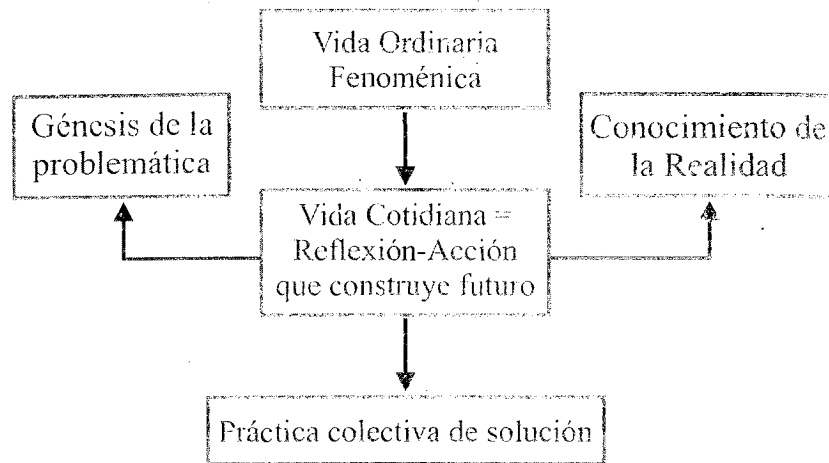 Vida Ordinaria
Fenoménica
Génesis de la
problemática
Conocimiento de
la Realidad
Vida Cotidiana =
Reflexión-Acción
que construye futuro
Práctica colectiva de solución